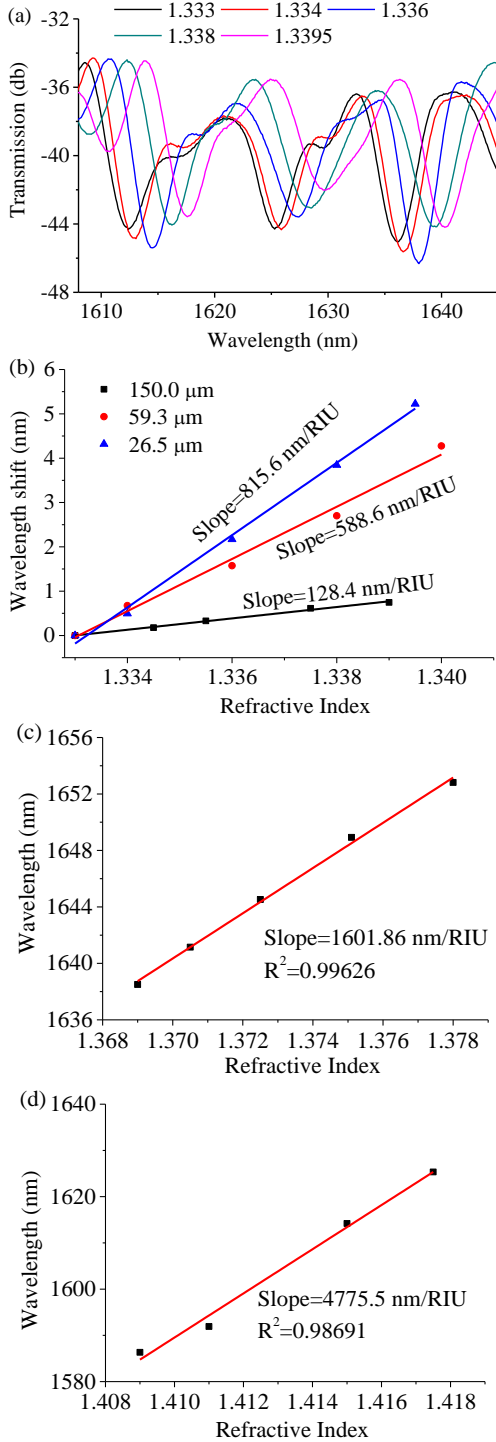 (a)
1.333 1.334 1.336
1.338 1.3395
-32
-36
-40
-44
-48
Transmission (db)
1610 1620 1630 1640
Wavelength (nm)
(b)
6
5
4
3
2
1
0
Wavelength shift (nm)
150.0 μm
59.3 μm
26.5 μm
Slope=815.6 nm/RIU
Slope=588.6 nm/RIU
Slope=128.4 nm/RIU
1.334 1.336 1.338 1.340
Refractive Index
(c)
1656
1652
1648
1644
1640
1636
Wavelength (nm)
Slope=1601.86 nm/RIU
R²=0.99626
1.368 1.370 1.372 1.374 1.376 1.378
Refractive Index
(d)
1640
1620
1600
1580
Wavelength (nm)
Slope=4775.5 nm/RIU
R²=0.98691
1.408 1.410 1.412 1.414 1.416 1.418
Refractive Index